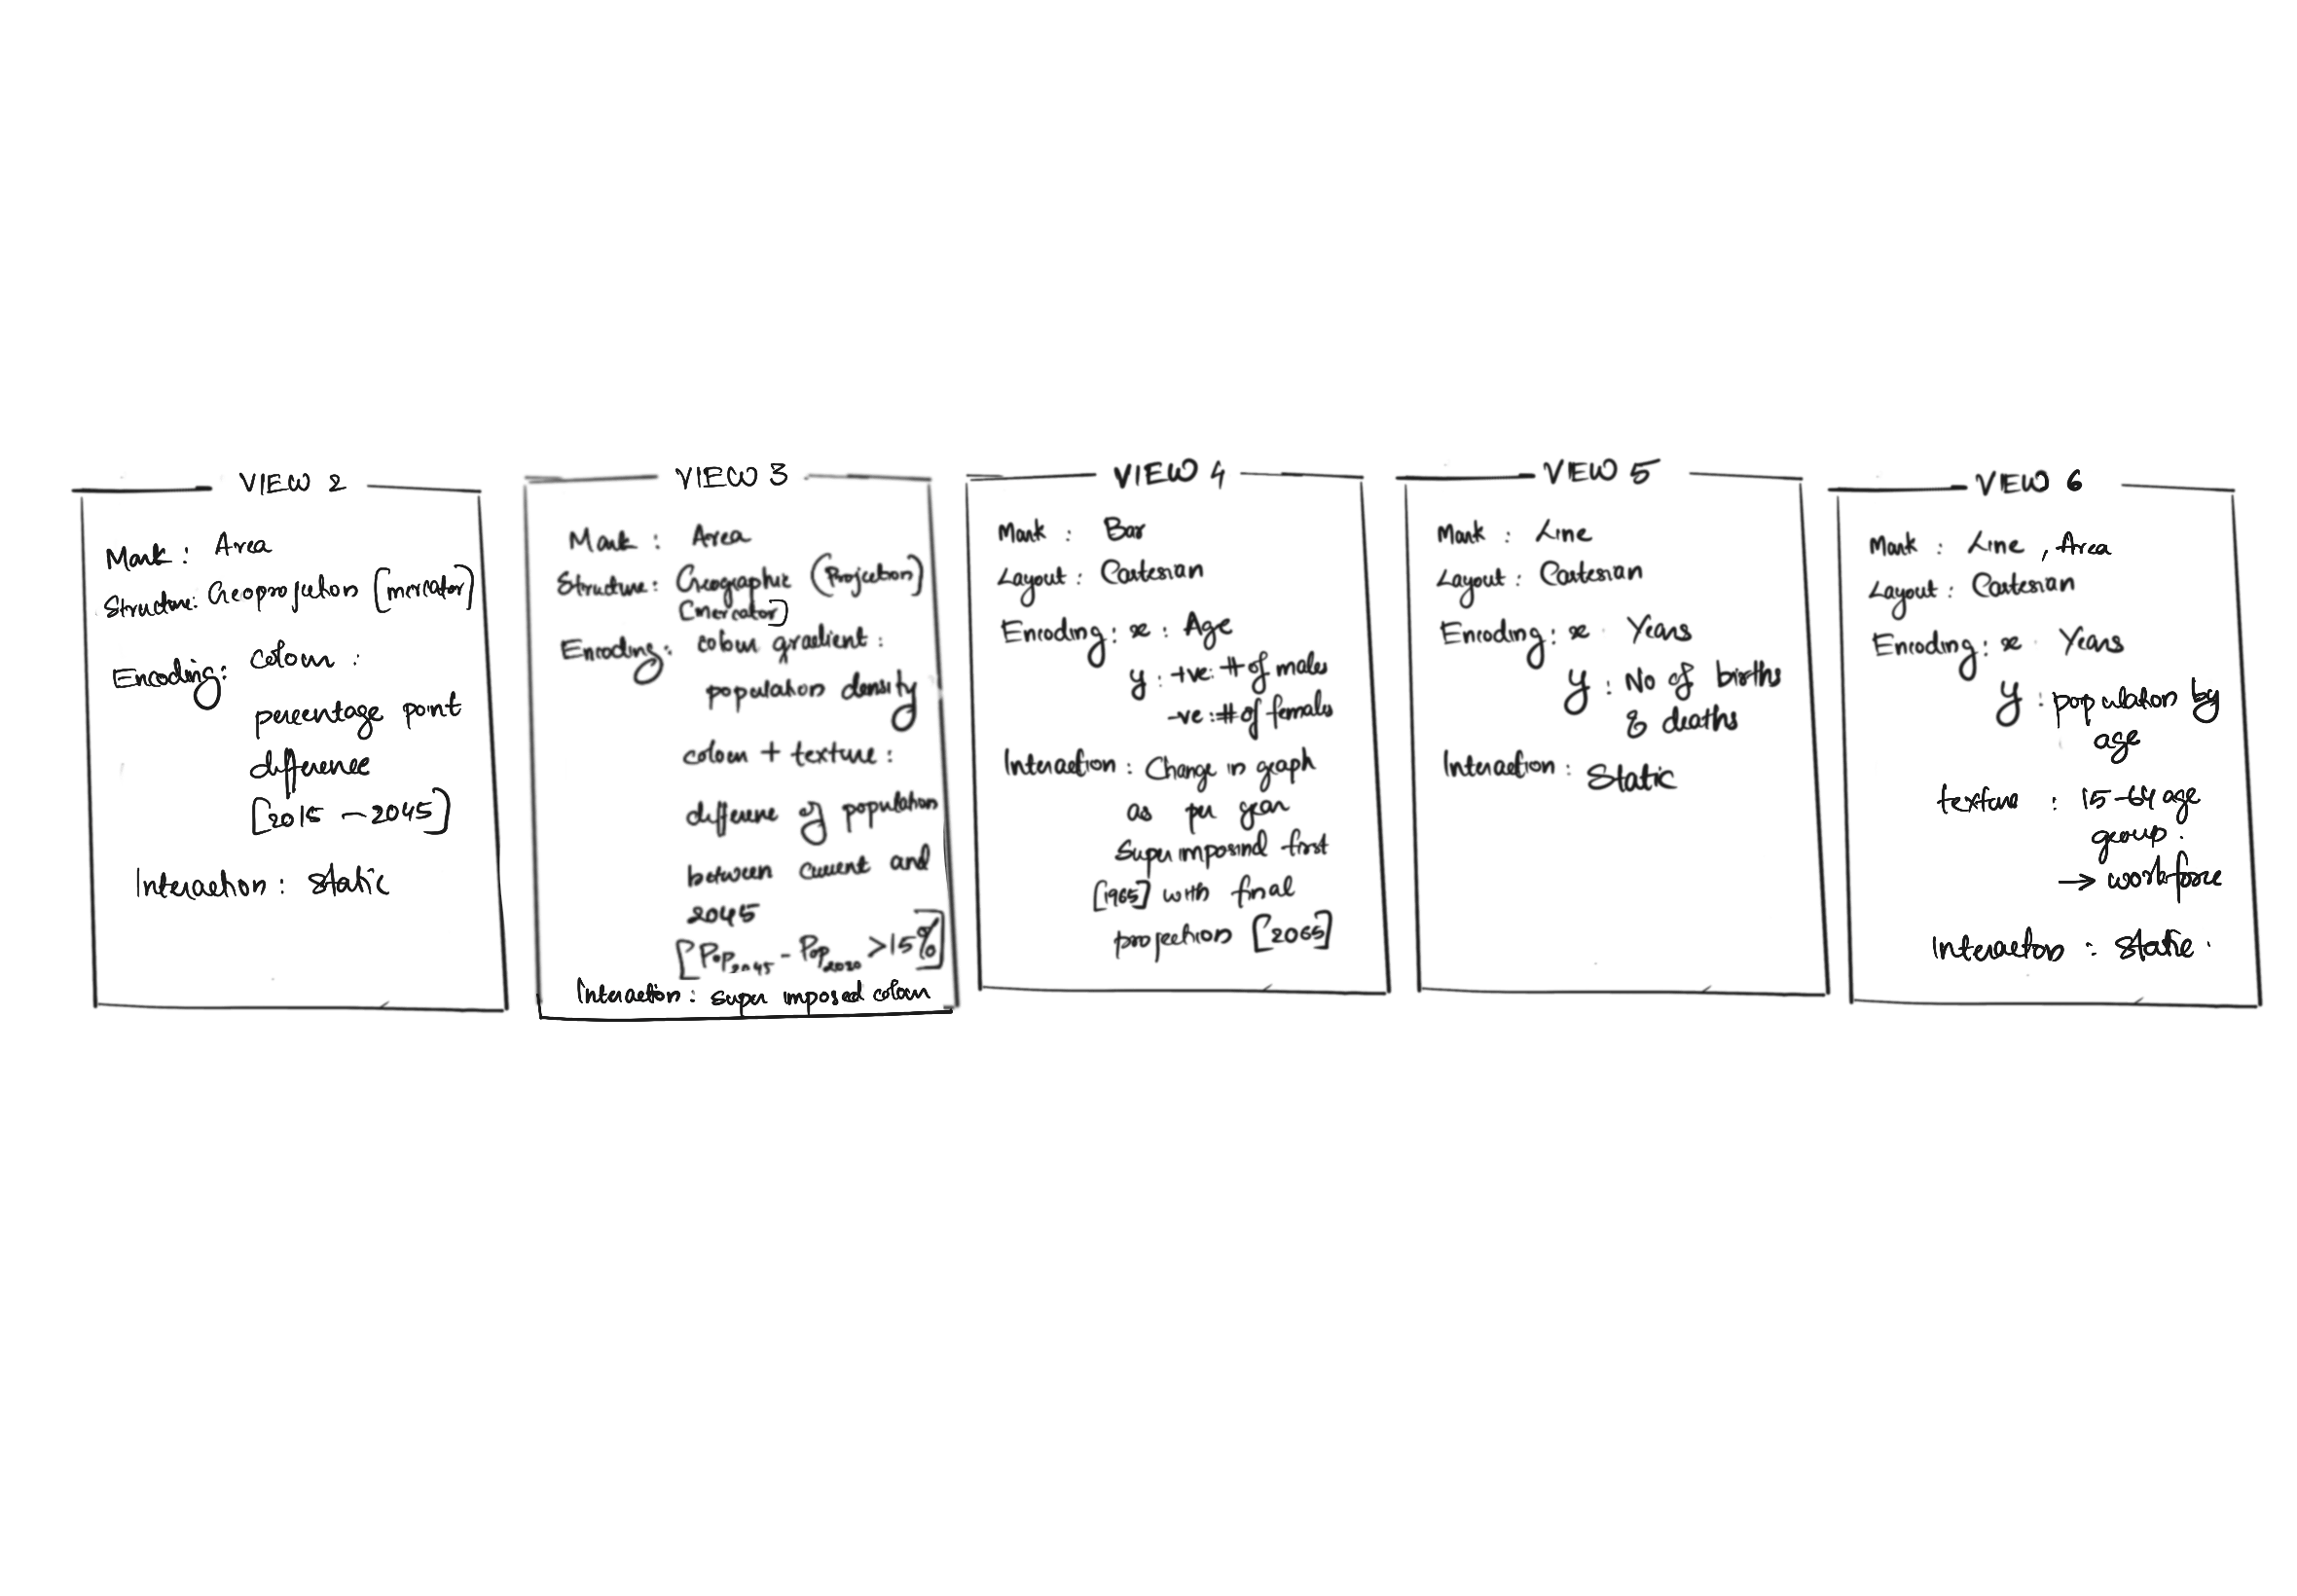 VIEW 2
Mark : Area
Structure: Geoprojection [mercator]
Encoding: colour :
percentage point
difference
[2015 - 2045]
Interaction : static
VIEW 3
Mark : Area
Structure: Geographic (Projection)
[mercator]
Encoding: colour gradient :
population density
colour + texture :
difference of population
between current and
2045
[Pop2045 - Pop2020 >15%]
Interaction: super imposed colour
VIEW 4
Mark : Bar
Layout : Cartesian
Encoding: x : Age
y : +ve: # of males
-ve: # of females
Interaction : Change in graph
as per year
Superimposind first
[1965] with final
projection [2065]
VIEW 5
Mark : Line
Layout : Cartesian
Encoding: x Years
y : No of births
& deaths
Interaction : Static
VIEW 6
Mark : Line, Area
Layout : Cartesian
Encoding: x Years
y : population by
age
texture : 15-64 age
group.
→ workforce
Interaction : static.